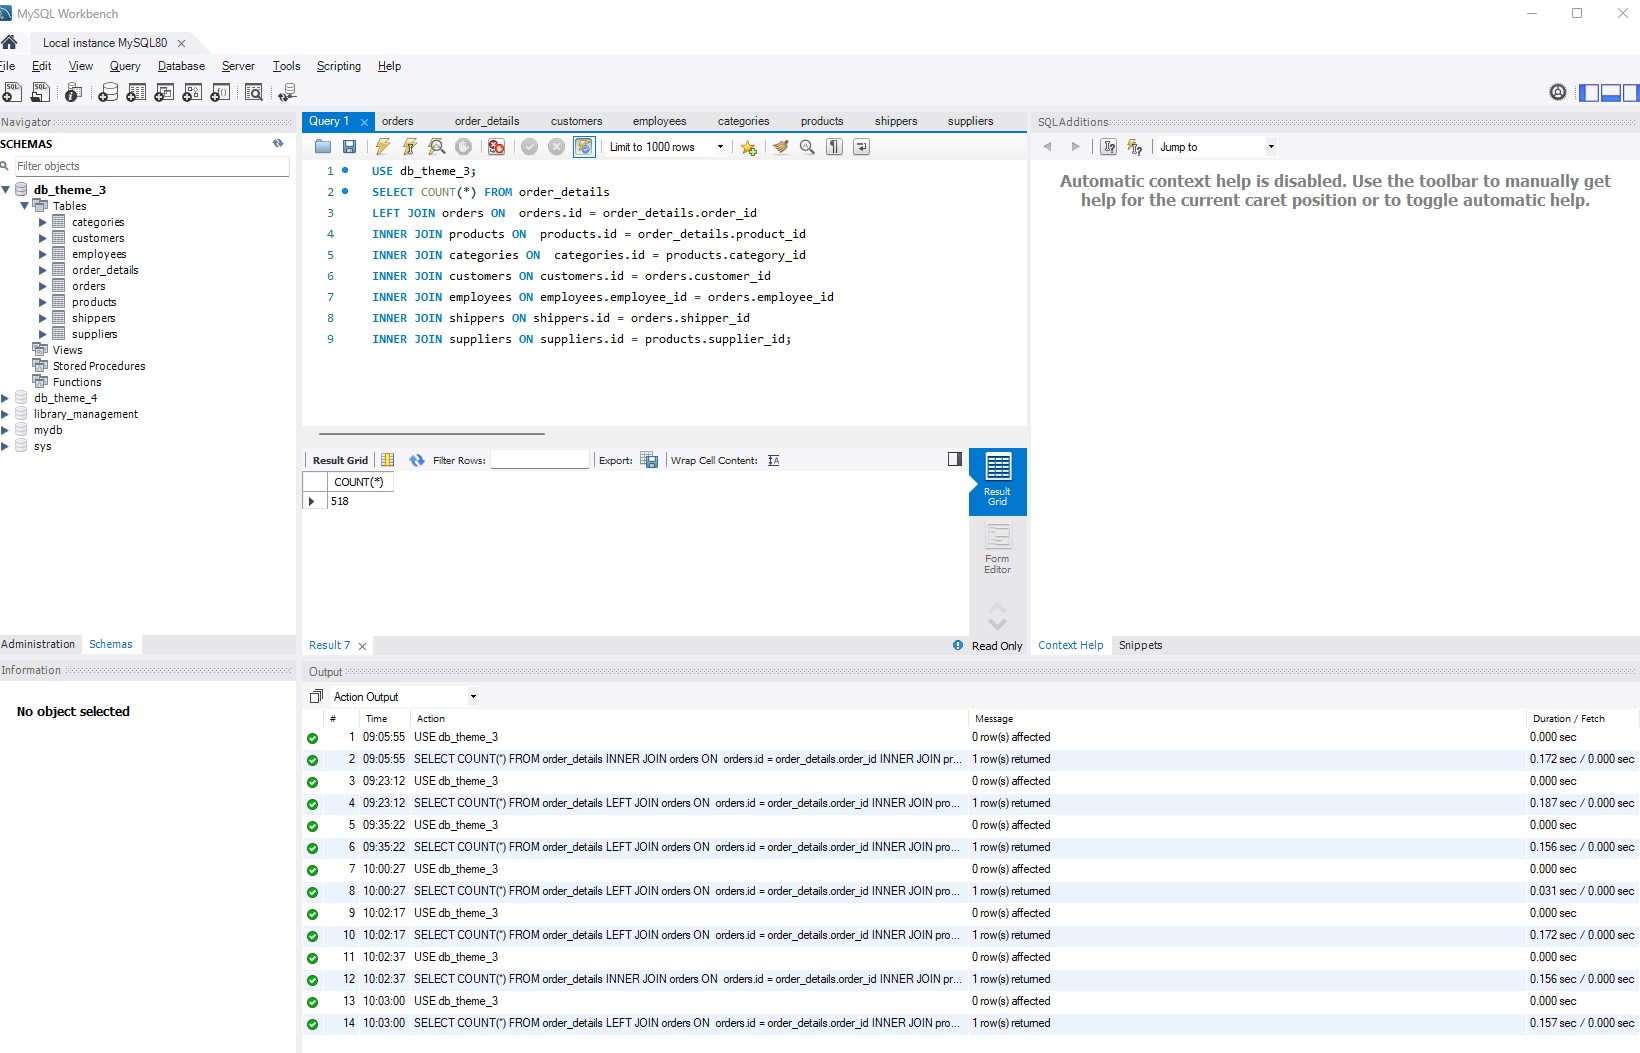 MySQL Workbench
Local instance MySQL80
File Edit View Query Database Server Tools Scripting Help
Navigator
SCHEMAS
Filter objects
db_theme_3
Tables
categories
customers
employees
order_details
orders
products
shippers
suppliers
Views
Stored Procedures
Functions
db_theme_4
library_management
mydb
sys
Administration Schemas
Information
No object selected
Query 1 orders order_details customers employees categories products shippers suppliers
Limit to 1000 rows
1 USE db_theme_3;
2 SELECT COUNT(*) FROM order_details
3 LEFT JOIN orders ON  orders.id = order_details.order_id
4 INNER JOIN products ON  products.id = order_details.product_id
5 INNER JOIN categories ON  categories.id = products.category_id
6 INNER JOIN customers ON customers.id = orders.customer_id
7 INNER JOIN employees ON employees.employee_id = orders.employee_id
8 INNER JOIN shippers ON shippers.id = orders.shipper_id
9 INNER JOIN suppliers ON suppliers.id = products.supplier_id;
Result Grid Filter Rows: Export: Wrap Cell Content:
COUNT(*)
518
Result
Grid
Form
Editor
Result 7 Read Only
SQLAdditions
Jump to
Automatic context help is disabled. Use the toolbar to manually get
help for the current caret position or to toggle automatic help.
Context Help Snippets
Output
Action Output
# Time Action Message Duration / Fetch
1 09:05:55 USE db_theme_3 0 row(s) affected 0.000 sec
2 09:05:55 SELECT COUNT(*) FROM order_details INNER JOIN orders ON  orders.id = order_details.order_id INNER JOIN pr... 1 row(s) returned 0.172 sec / 0.000 sec
3 09:23:12 USE db_theme_3 0 row(s) affected 0.000 sec
4 09:23:12 SELECT COUNT(*) FROM order_details LEFT JOIN orders ON  orders.id = order_details.order_id INNER JOIN pro... 1 row(s) returned 0.187 sec / 0.000 sec
5 09:35:22 USE db_theme_3 0 row(s) affected 0.000 sec
6 09:35:22 SELECT COUNT(*) FROM order_details LEFT JOIN orders ON  orders.id = order_details.order_id INNER JOIN pro... 1 row(s) returned 0.156 sec / 0.000 sec
7 10:00:27 USE db_theme_3 0 row(s) affected 0.000 sec
8 10:00:27 SELECT COUNT(*) FROM order_details LEFT JOIN orders ON  orders.id = order_details.order_id INNER JOIN pro... 1 row(s) returned 0.031 sec / 0.000 sec
9 10:02:17 USE db_theme_3 0 row(s) affected 0.000 sec
10 10:02:17 SELECT COUNT(*) FROM order_details LEFT JOIN orders ON  orders.id = order_details.order_id INNER JOIN pro... 1 row(s) returned 0.172 sec / 0.000 sec
11 10:02:37 USE db_theme_3 0 row(s) affected 0.000 sec
12 10:02:37 SELECT COUNT(*) FROM order_details INNER JOIN orders ON  orders.id = order_details.order_id INNER JOIN pr... 1 row(s) returned 0.156 sec / 0.000 sec
13 10:03:00 USE db_theme_3 0 row(s) affected 0.000 sec
14 10:03:00 SELECT COUNT(*) FROM order_details LEFT JOIN orders ON  orders.id = order_details.order_id INNER JOIN pro... 1 row(s) returned 0.157 sec / 0.000 sec